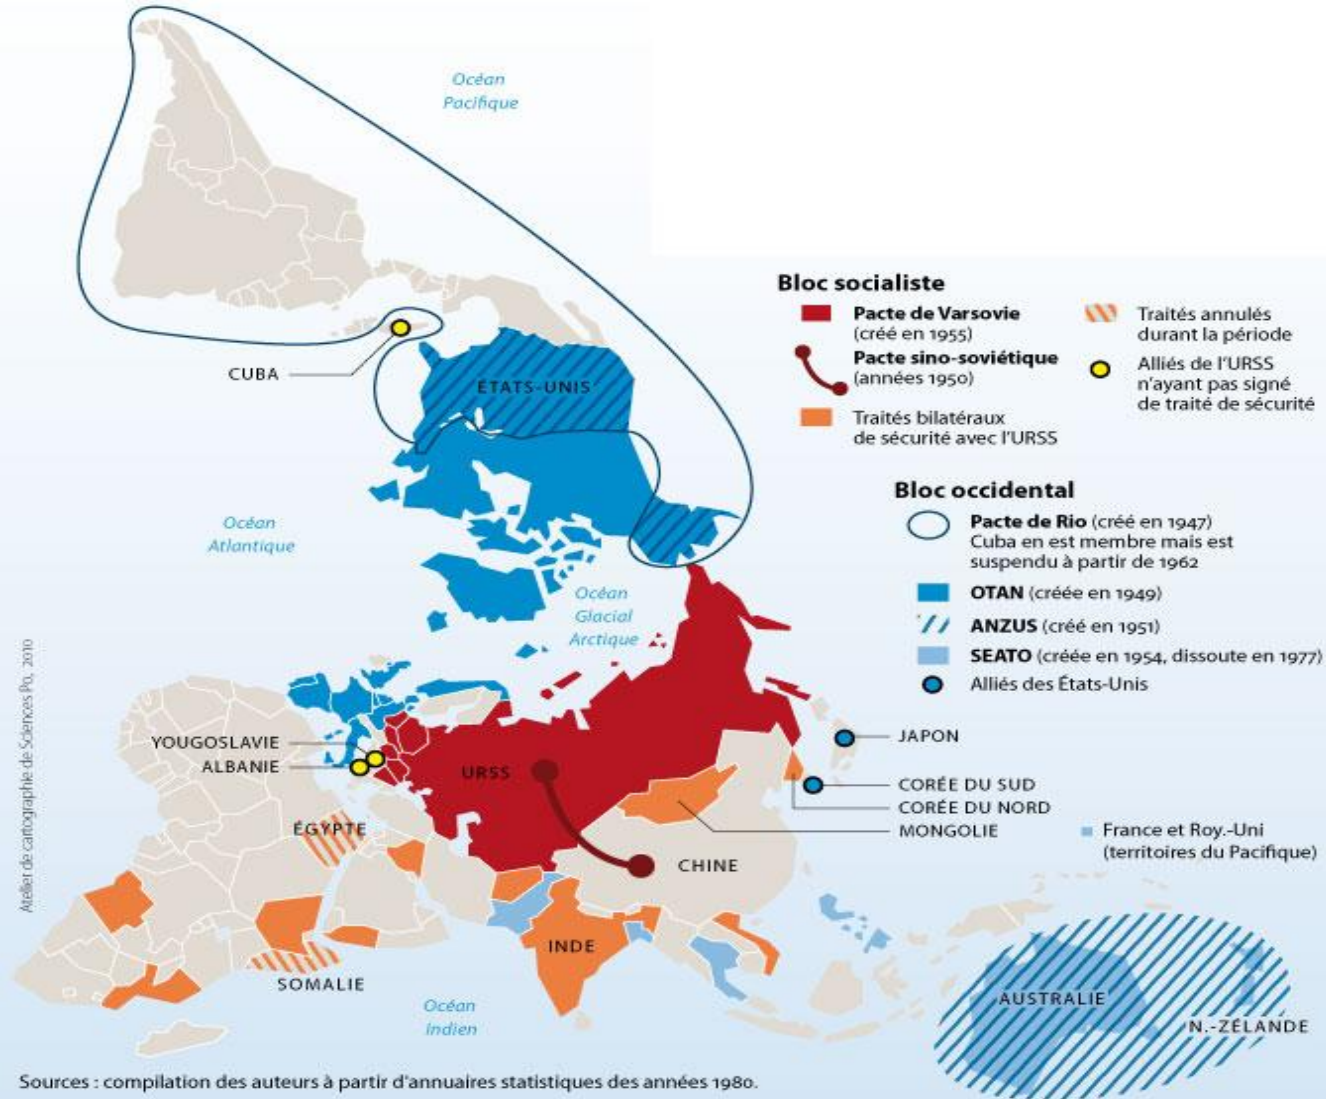 Océan
Pacifique
CUBA
ÉTATS-UNIS
Océan
Atlantique
Océan
Glacial
Arctique
Bloc socialiste
Pacte de Varsovie
(créé en 1955)
Pacte sino-soviétique
(années 1950)
Traités bilatéraux
de sécurité avec l'URSS
Traités annulés
durant la période
Alliés de l'URSS
n'ayant pas signé
de traité de sécurité
Bloc occidental
Pacte de Rio (créé en 1947)
Cuba en est membre mais est
suspendu à partir de 1962
OTAN (créée en 1949)
ANZUS (créé en 1951)
SEATO (créée en 1954, dissoute en 1977)
Alliés des États-Unis
YOUGOSLAVIE
ALBANIE
URSS
ÉGYPTE
CHINE
JAPON
CORÉE DU SUD
CORÉE DU NORD
MONGOLIE
France et Roy.-Uni
(territoires du Pacifique)
INDE
SOMALIE
Océan
Indien
AUSTRALIE
N.-ZÉLANDE
Atelier de cartographie de Sciences Po, 2010
Sources : compilation des auteurs à partir d'annuaires statistiques des années 1980.